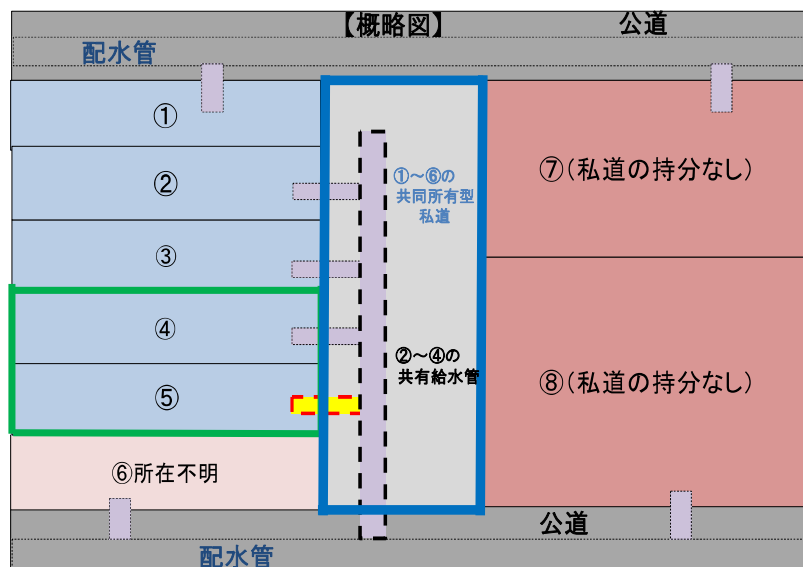 【概略図】
公道
配水管
①
②
③
④
⑤
⑥所在不明
①～⑥の
共同所有型
私道
②～④の
共有給水管
⑦(私道の持分なし)
⑧(私道の持分なし)
公道
配水管